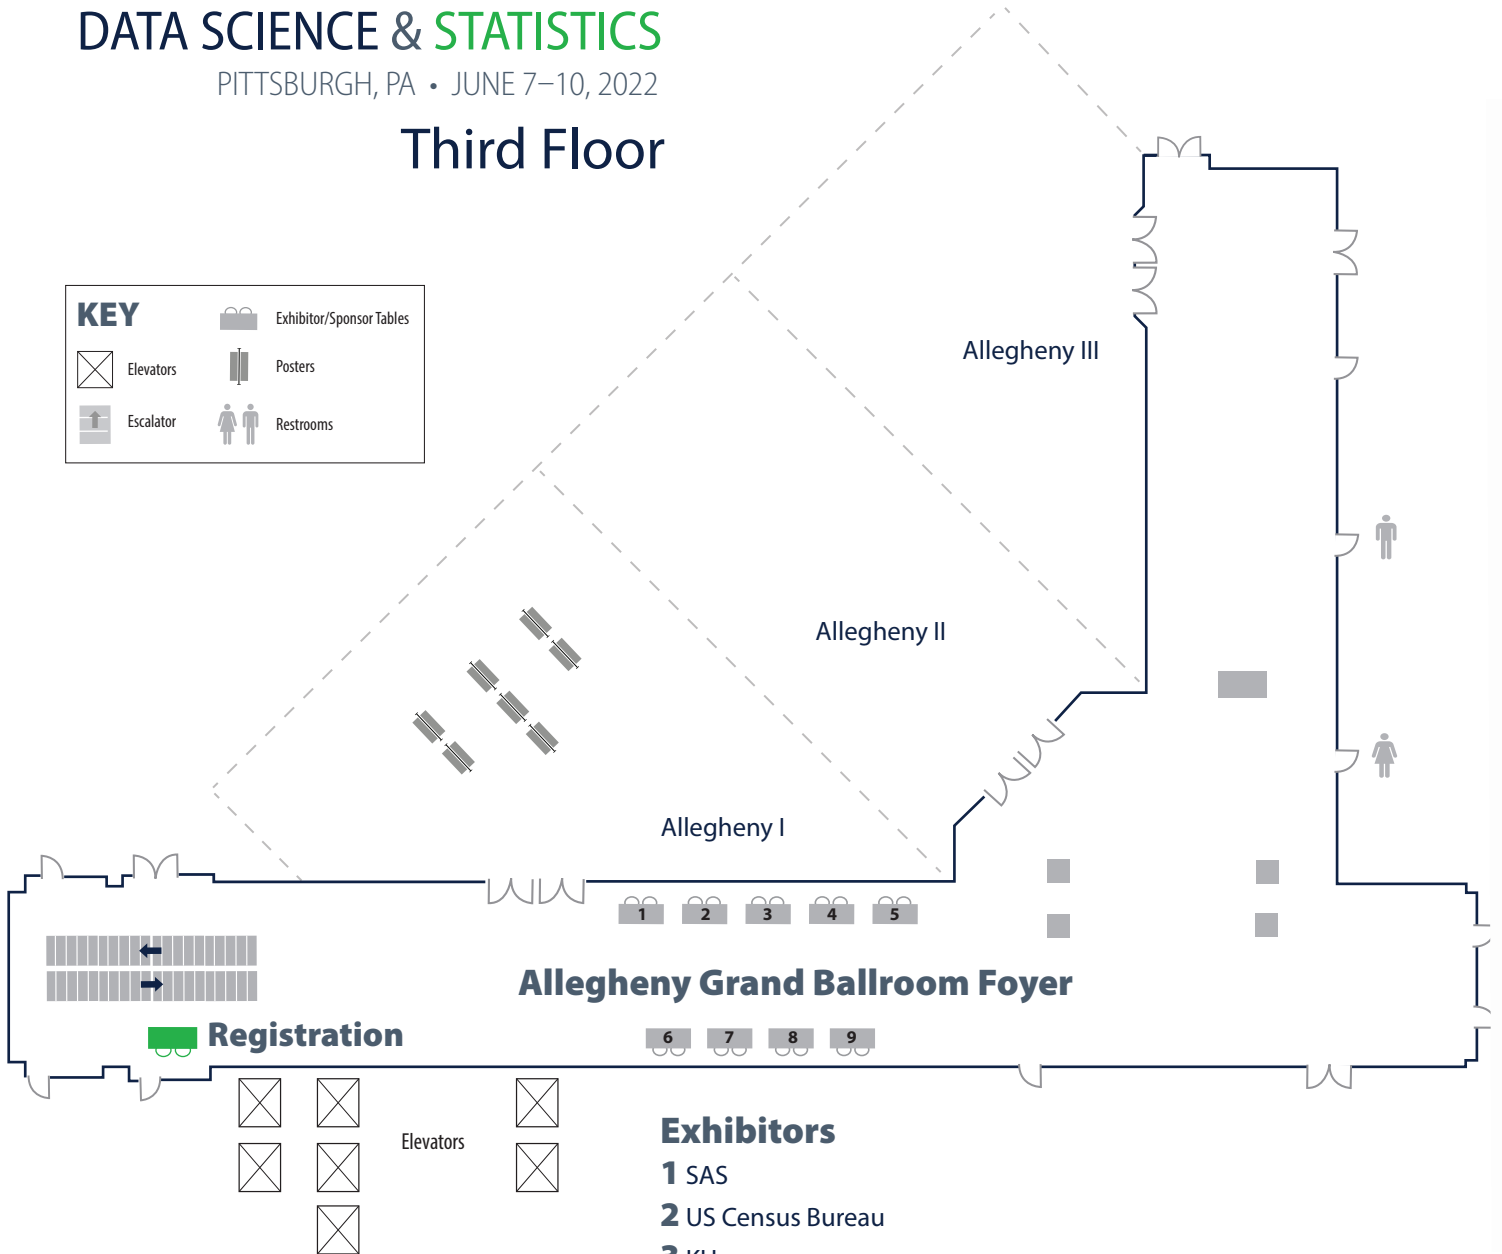 DATA SCIENCE & STATISTICS
PITTSBURGH, PA • JUNE 7–10, 2022
Third Floor
KEY
Exhibitor/Sponsor Tables
Elevators
Posters
Escalator
Restrooms
Allegheny III
Allegheny II
Allegheny I
1 2 3 4 5
Allegheny Grand Ballroom Foyer
Registration
6 7 8 9
Elevators
Exhibitors
1 SAS
2 US Census Bureau
3